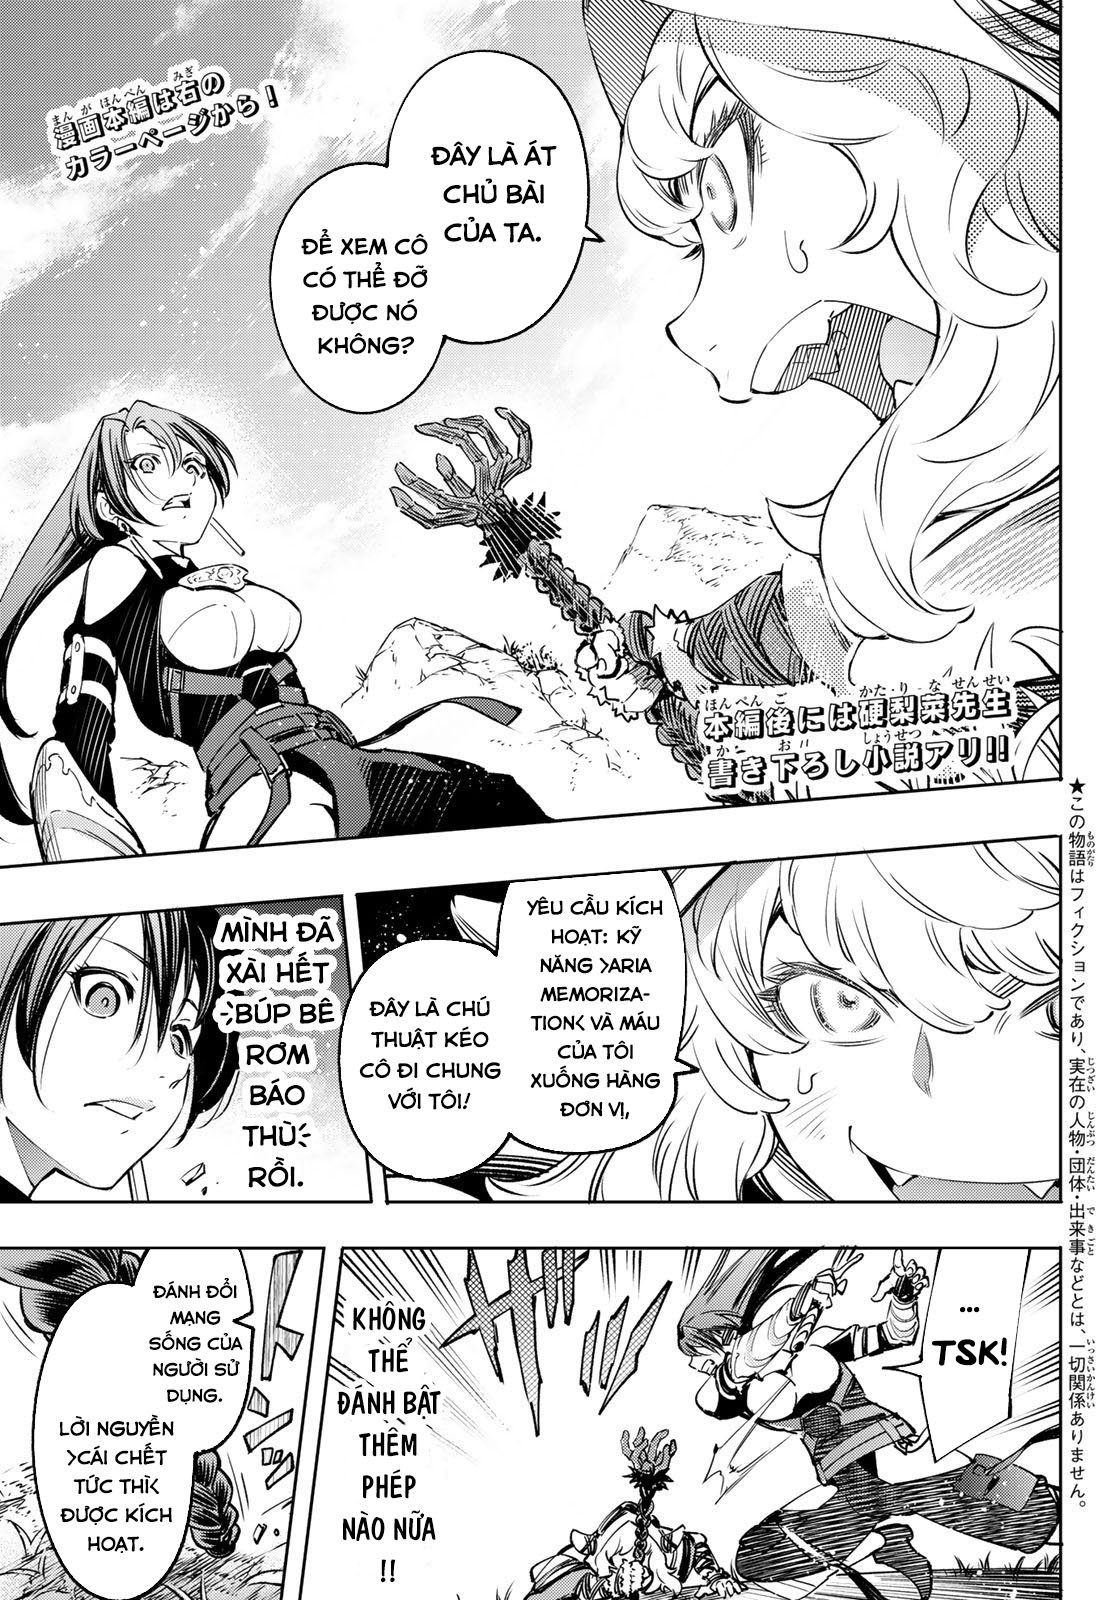 漫画本編は右の
カラーページから！
ĐÂY LÀ ÁT
CHỦ BÀI
CỦA TA.
ĐỂ XEM CÔ
CÓ THỂ ĐỠ
ĐƯỢC NÓ
KHÔNG?
本編後には硬梨菜先生
書き下ろし小説アリ!!
YÊU CẦU KÍCH
HOẠT: KỸ
NĂNG >ARIA
MEMORIZA-
TION< VÀ MÁU
CỦA TÔI
XUỐNG HÀNG
ĐƠN VỊ,
ĐÂY LÀ CHÚ
THUẬT KÉO
CÔ ĐI CHUNG
VỚI TÔI!
MÌNH ĐÃ
XÀI HẾT
BÚP BÊ
RƠM
BÁO
THÙ
RỒI.
...
TSK!
KHÔNG
THỂ
ĐÁNH BẬT
THÊM
PHÉP
NÀO NỮA
!!
ĐÁNH ĐỔI
MẠNG
SỐNG CỦA
NGƯỜI SỬ
DỤNG.
LỜI NGUYỀN
>CÁI CHẾT
TỨC THÌ<
ĐƯỢC KÍCH
HOẠT.
★この物語はフィクションであり、実在の人物・団体・出来事などとは、一切関係ありません。